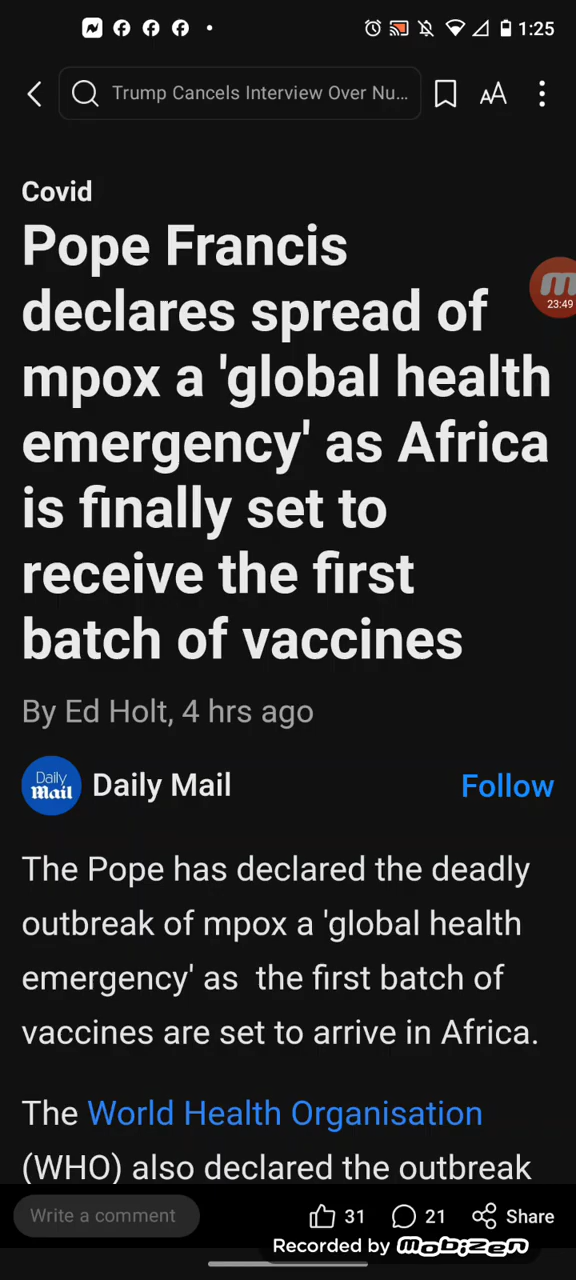 1:25
Trump Cancels Interview Over Nu...
AA
Covid
Pope Francis
declares spread of
mpox a 'global health
emergency' as Africa
is finally set to
receive the first
batch of vaccines
23:49
By Ed Holt, 4 hrs ago
Daily
Mail
Daily Mail
Follow
The Pope has declared the deadly
outbreak of mpox a 'global health
emergency' as  the first batch of
vaccines are set to arrive in Africa.
The World Health Organisation
(WHO) also declared the outbreak
Write a comment
31
21
Share
Recorded by mobizen